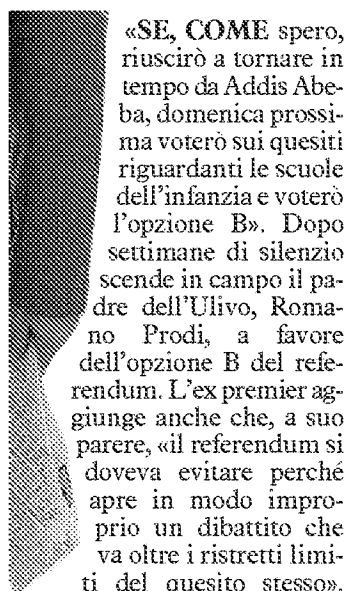 «SE, COME spero,
riuscirò a tornare in
tempo da Addis Abe-
ba, domenica prossi-
ma voterò sui quesiti
riguardanti le scuole
dell'infanzia e voterò
l'opzione B». Dopo
settimane di silenzio
scende in campo il pa-
dre dell'Ulivo, Roma-
no Prodi, a favore
dell'opzione B del refe-
rendum. L'ex premier ag-
giunge anche che, a suo
parere, «il referendum si
doveva evitare perché
apre in modo impro-
prio un dibattito che
va oltre i ristretti limi-
ti del quesito stesso».